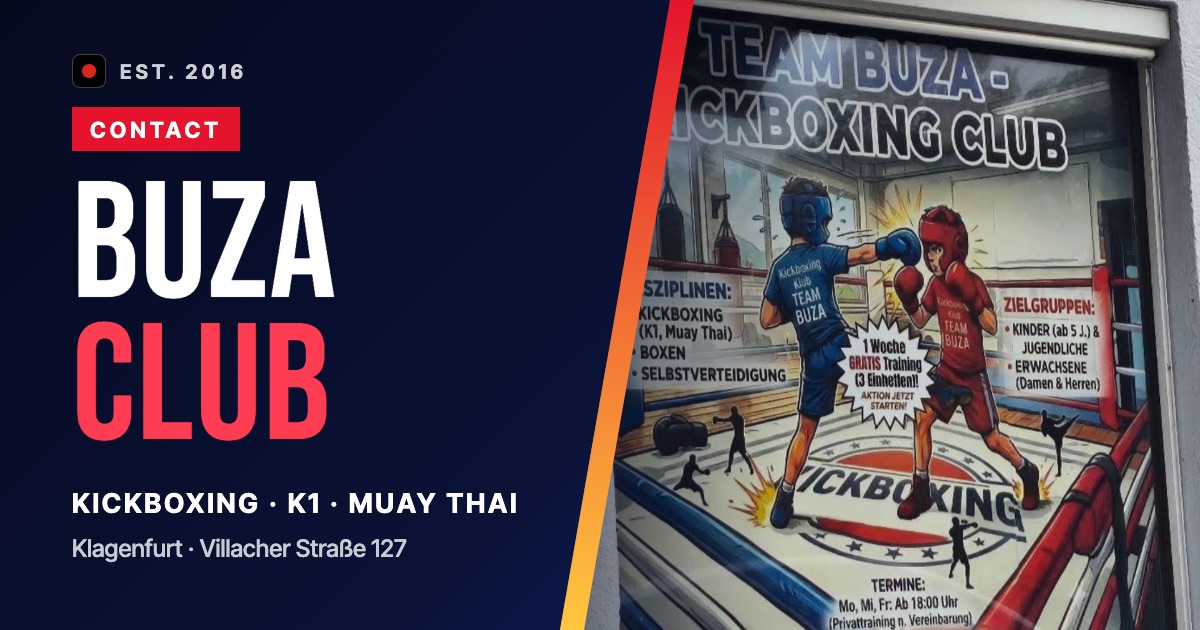 EST. 2016
CONTACT
BUZA
CLUB
KICKBOXING · K1 · MUAY THAI
Klagenfurt · Villacher Straße 127
TEAM BUZA -
ICKBOXING CLUB
SZIPLINEN:
KICKBOXING
(K1, Muay Thai)
• BOXEN
• SELBSTVERTEIDIGUNG
Kickboxing
Klub
TEAM
BUZA
Kickboxing
Klub
TEAM
BUZA
1 Woche
GRATIS Training
(3 Einheiten)!
AKTION JETZT
STARTEN!
ZIELGRUPPEN:
• KINDER (ab 5 J.) &
JUGENDLICHE
• ERWACHSENE
(Damen & Herren)
KICKBOXING
TERMINE:
Mo, Mi, Fr: Ab 18:00 Uhr
(Privattraining n. Vereinbarung)